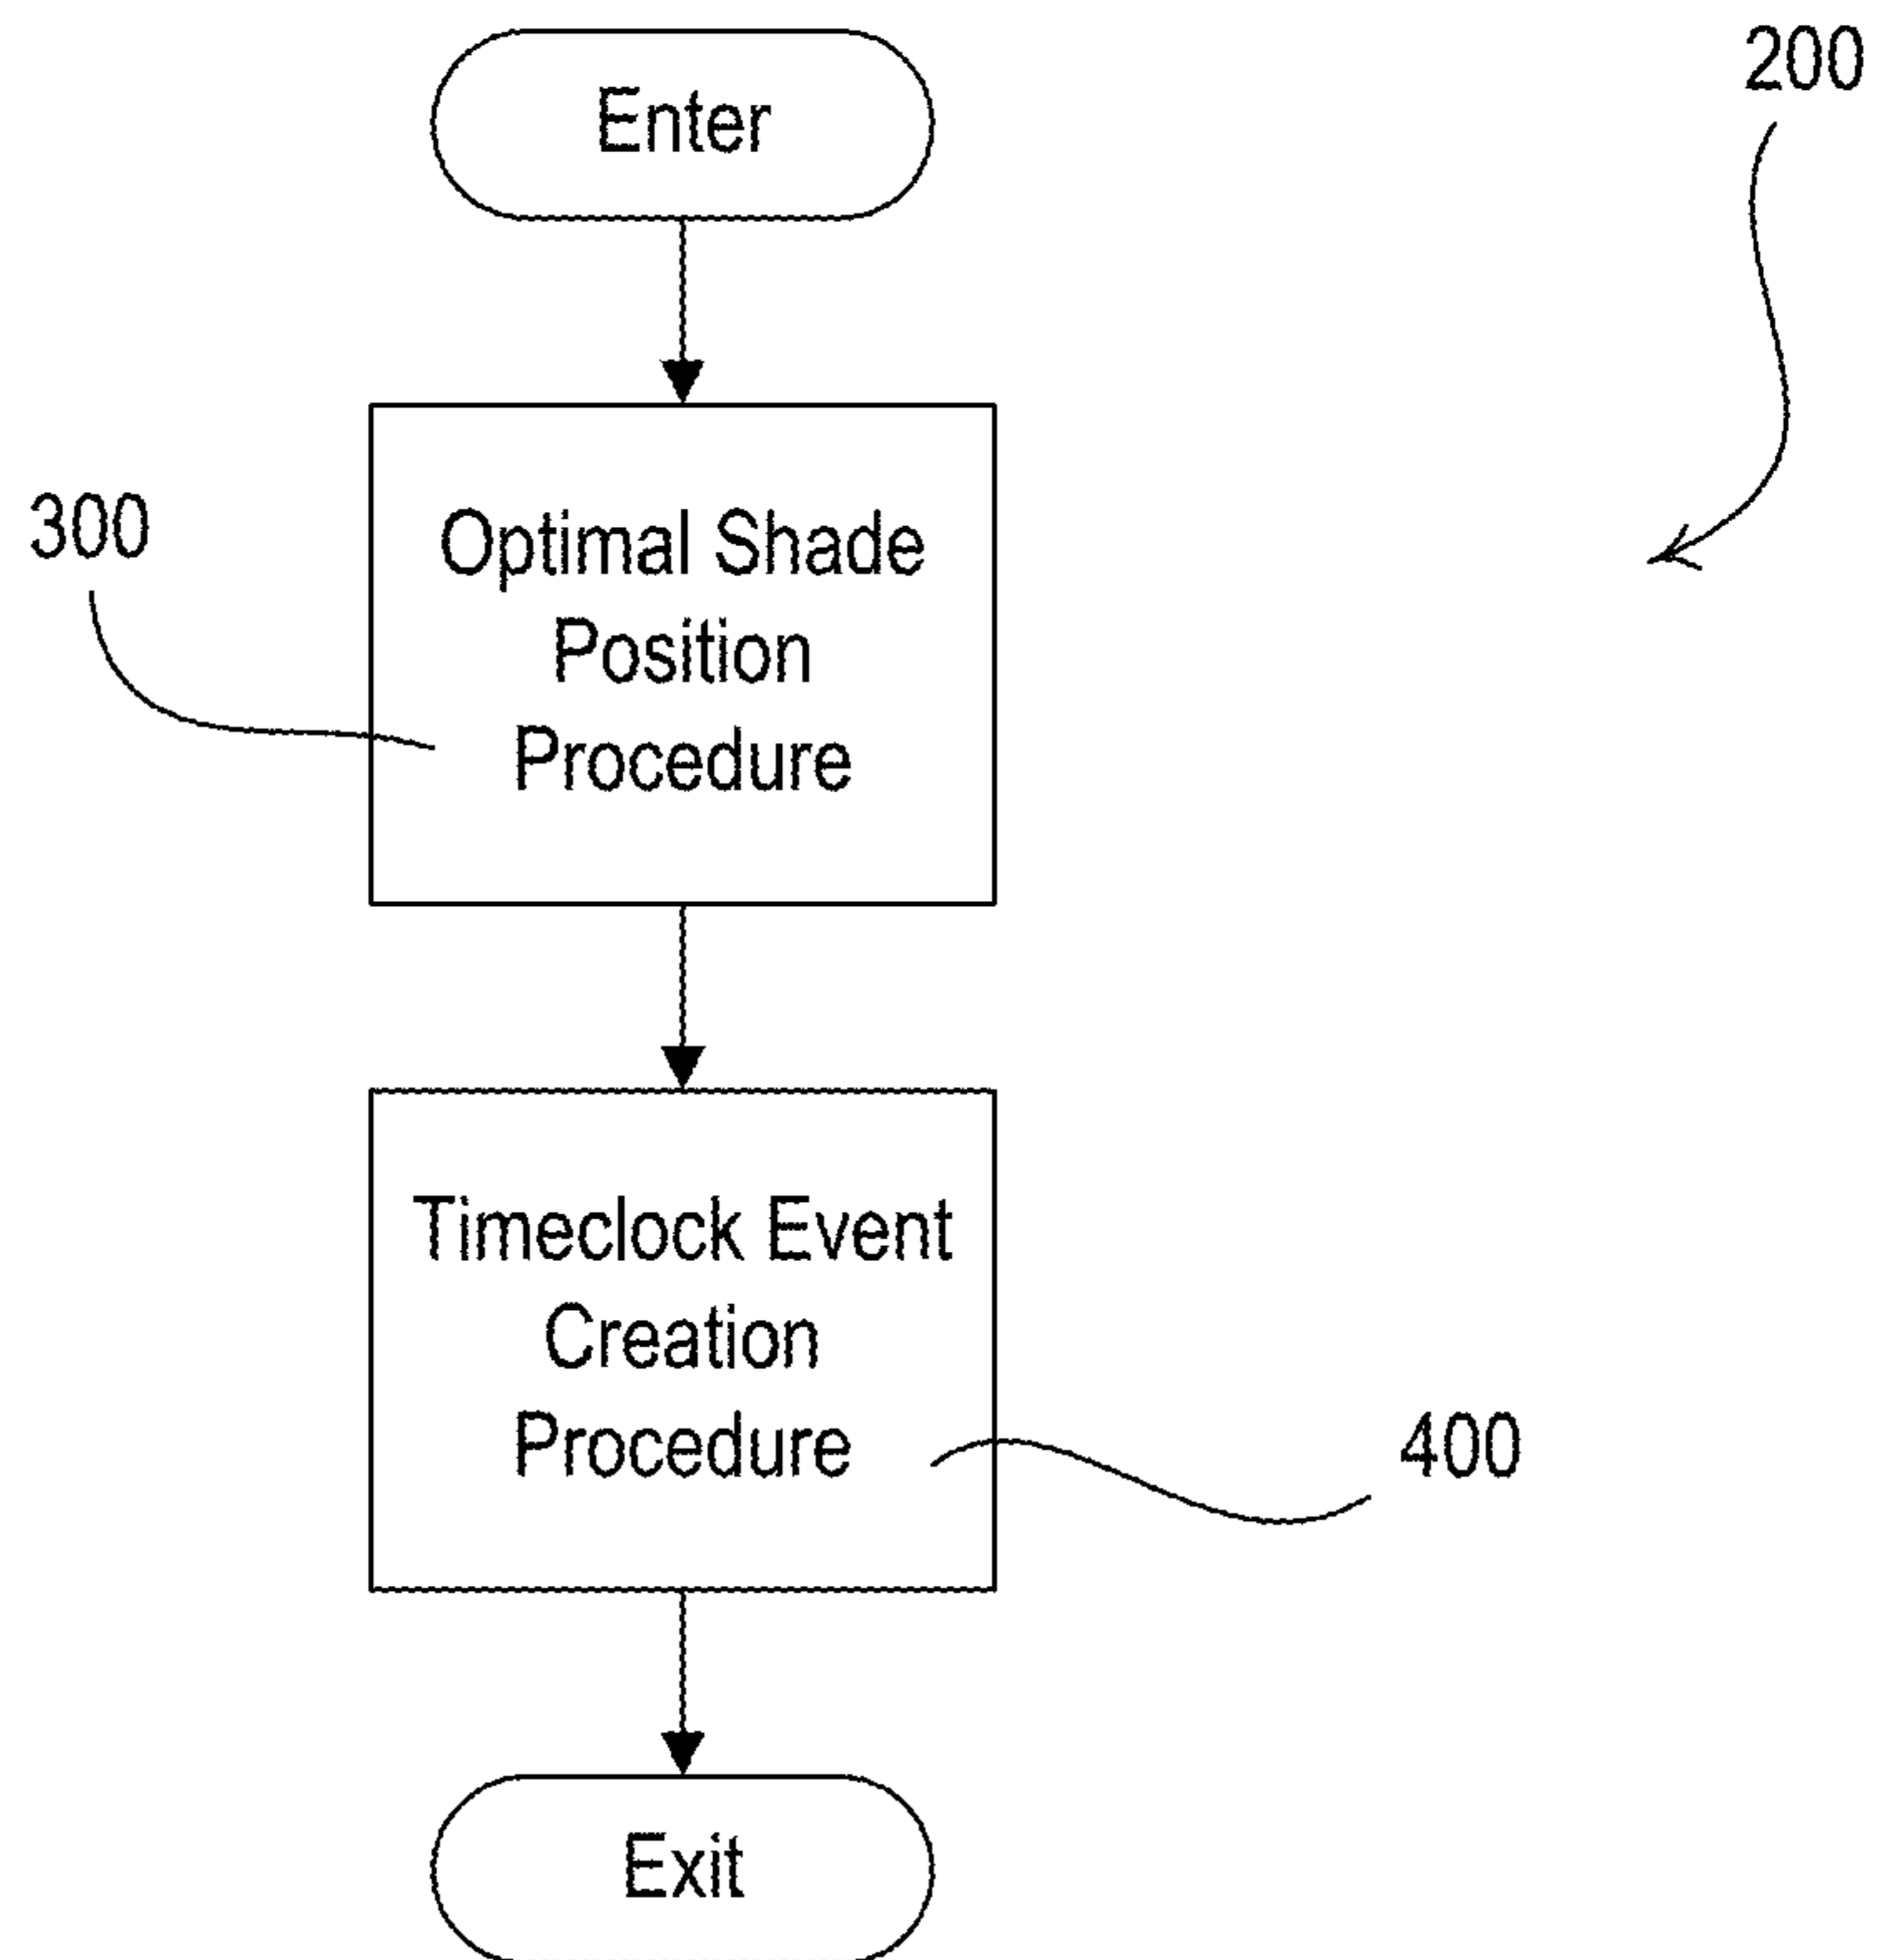 Enter
200
300
Optimal Shade
Position
Procedure
Timeclock Event
Creation
Procedure
400
Exit